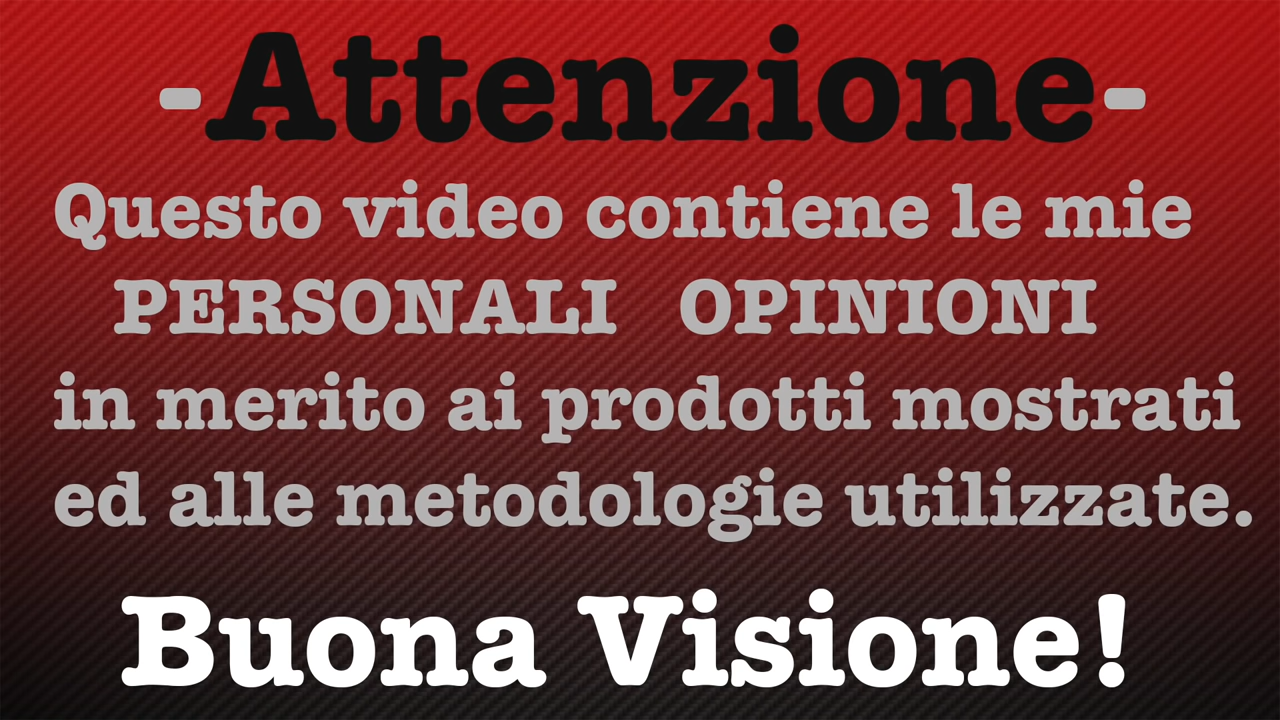 -Attenzione-
Questo video contiene le mie
PERSONALI OPINIONI
in merito ai prodotti mostrati
ed alle metodologie utilizzate.
Buona Visione!